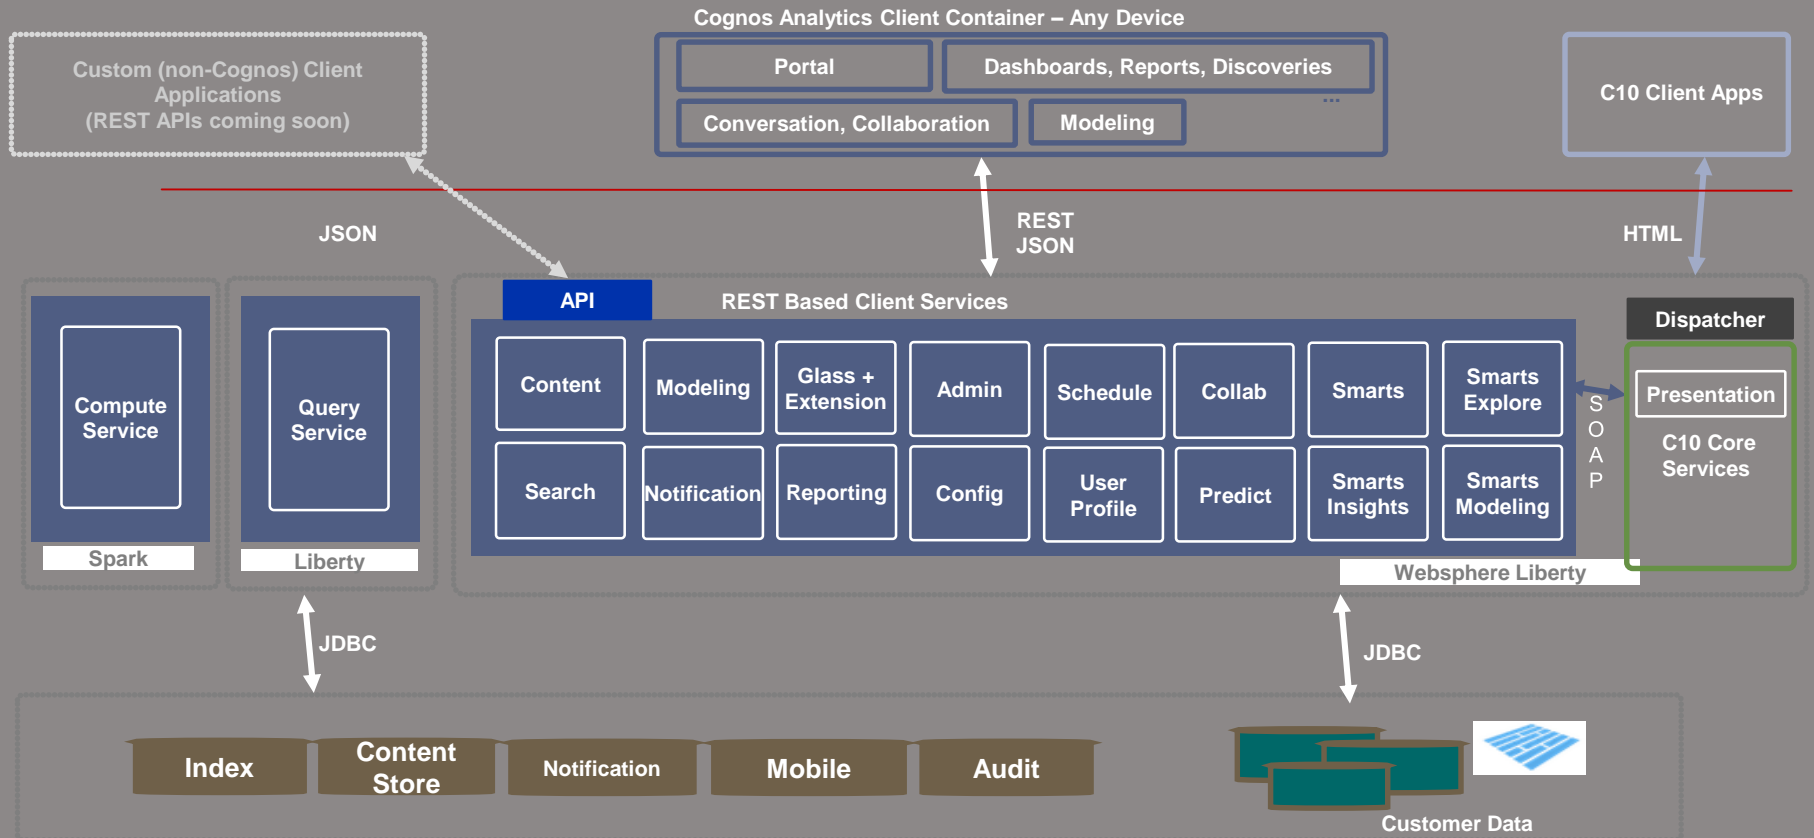 Cognos Analytics Client Container – Any Device
Custom (non-Cognos) Client
Applications
(REST APIs coming soon)
Portal
Dashboards, Reports, Discoveries
...
Conversation, Collaboration
Modeling
C10 Client Apps
JSON
REST
JSON
HTML
API
REST Based Client Services
Dispatcher
Compute
Service
Query
Service
Content
Modeling
Glass +
Extension
Admin
Schedule
Collab
Smarts
Smarts
Explore
Search
Notification
Reporting
Config
User
Profile
Predict
Smarts
Insights
Smarts
Modeling
S
O
A
P
Presentation
C10 Core
Services
Spark
Liberty
Websphere Liberty
JDBC
JDBC
Index
Content
Store
Notification
Mobile
Audit
Customer Data